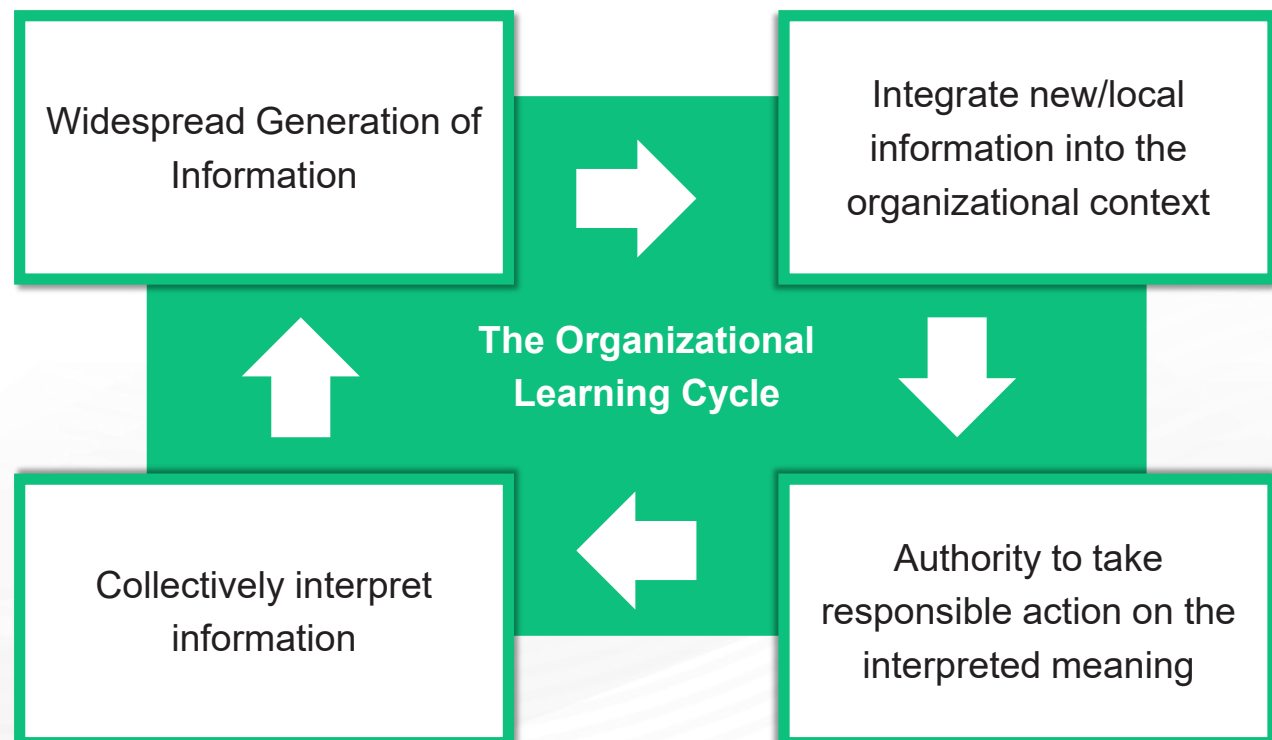 Widespread Generation of
Information
Integrate new/local
information into the
organizational context
The Organizational
Learning Cycle
Collectively interpret
information
Authority to take
responsible action on the
interpreted meaning